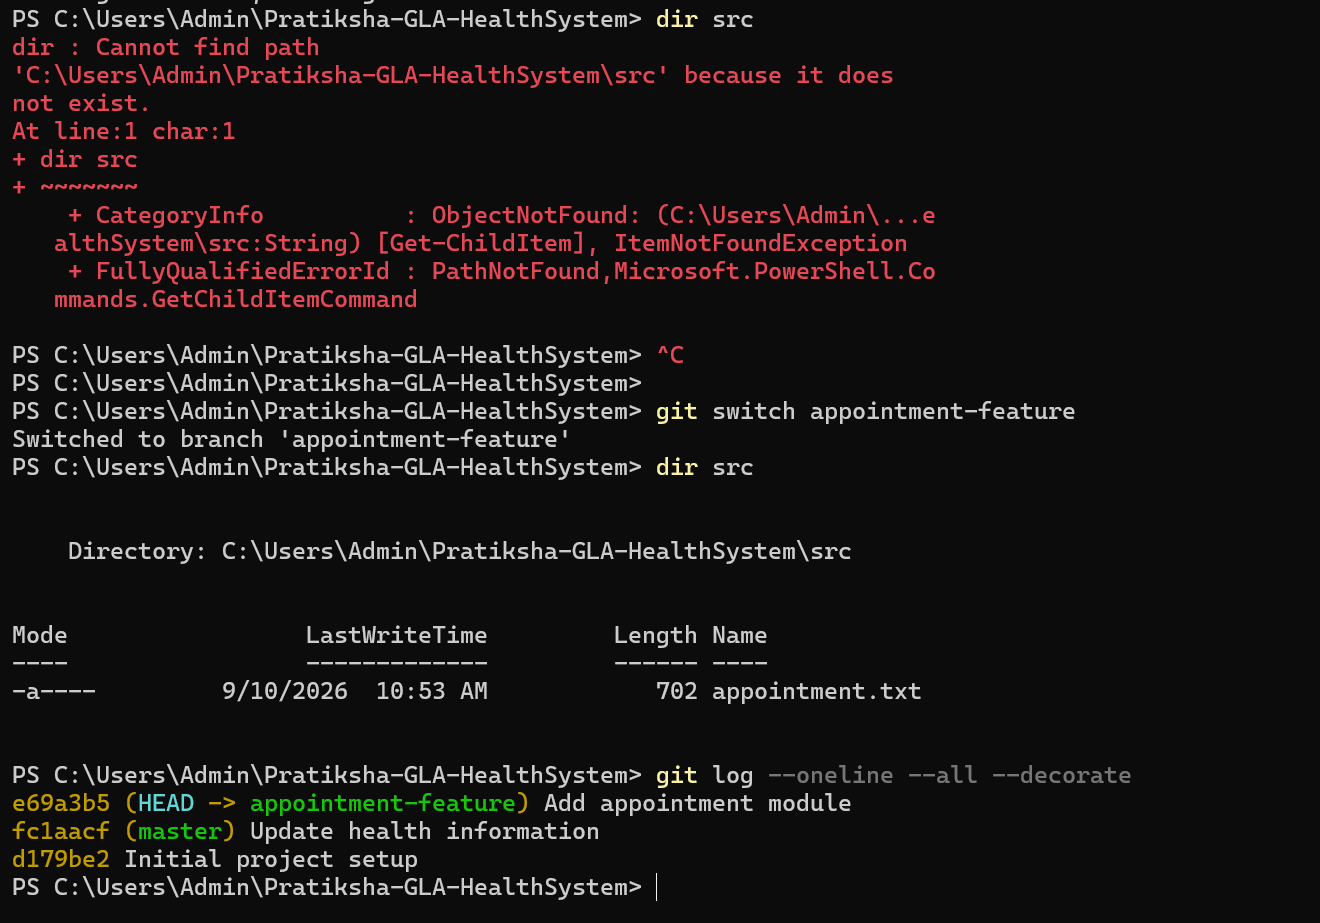 PS C:\Users\Admin\Pratiksha-GLA-HealthSystem> dir src
dir : Cannot find path
'C:\Users\Admin\Pratiksha-GLA-HealthSystem\src' because it does
not exist.
At line:1 char:1
+ dir src
+ ~~~~~~~
    + CategoryInfo          : ObjectNotFound: (C:\Users\Admin\...e
   althSystem\src:String) [Get-ChildItem], ItemNotFoundException
    + FullyQualifiedErrorId : PathNotFound,Microsoft.PowerShell.Co
   mmands.GetChildItemCommand
PS C:\Users\Admin\Pratiksha-GLA-HealthSystem> ^C
PS C:\Users\Admin\Pratiksha-GLA-HealthSystem>
PS C:\Users\Admin\Pratiksha-GLA-HealthSystem> git switch appointment-feature
Switched to branch 'appointment-feature'
PS C:\Users\Admin\Pratiksha-GLA-HealthSystem> dir src
    Directory: C:\Users\Admin\Pratiksha-GLA-HealthSystem\src
Mode                 LastWriteTime         Length Name
----                 -------------         ------ ----
-a----         9/10/2026  10:53 AM            702 appointment.txt
PS C:\Users\Admin\Pratiksha-GLA-HealthSystem> git log --oneline --all --decorate
e69a3b5 (HEAD -> appointment-feature) Add appointment module
fc1aacf (master) Update health information
d179be2 Initial project setup
PS C:\Users\Admin\Pratiksha-GLA-HealthSystem>